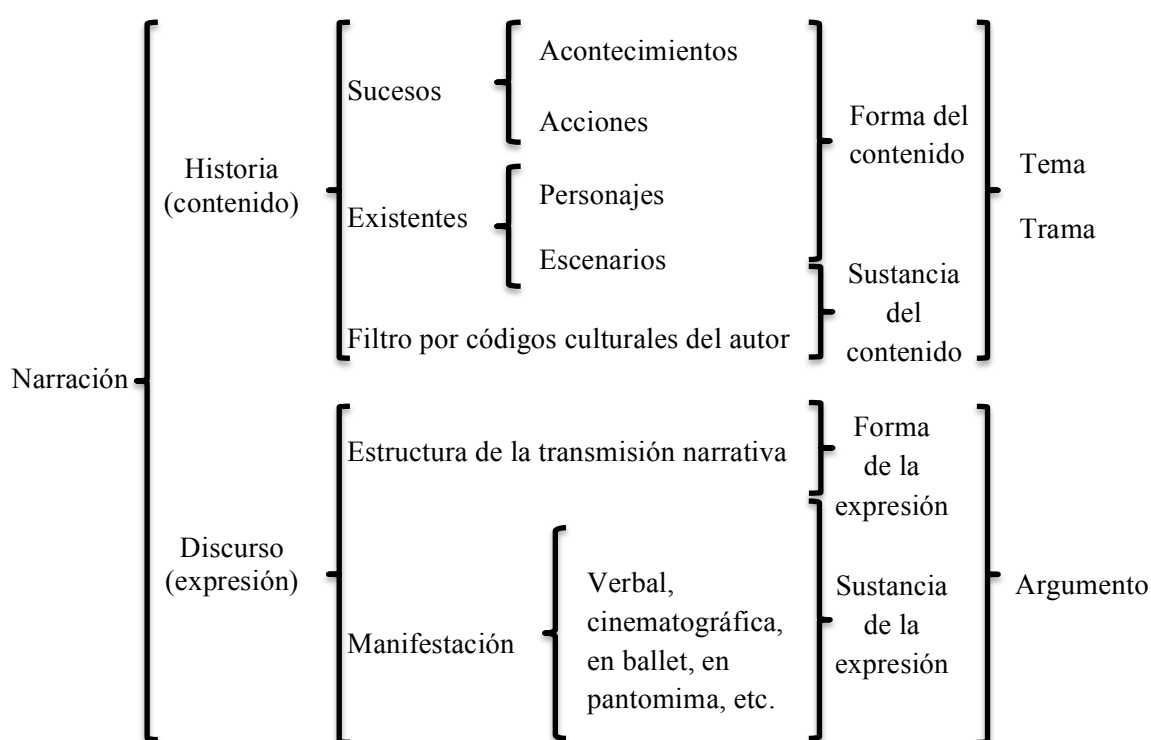 Narración
Historia
(contenido)
Sucesos
Acontecimientos
Acciones
Existentes
Personajes
Escenarios
Filtro por códigos culturales del autor
Forma del
contenido
Sustancia
del
contenido
Tema
Trama
Discurso
(expresión)
Estructura de la transmisión narrativa
Manifestación
Verbal,
cinematográfica,
en ballet, en
pantomima, etc.
Forma
de la
expresión
Sustancia
de la
expresión
Argumento